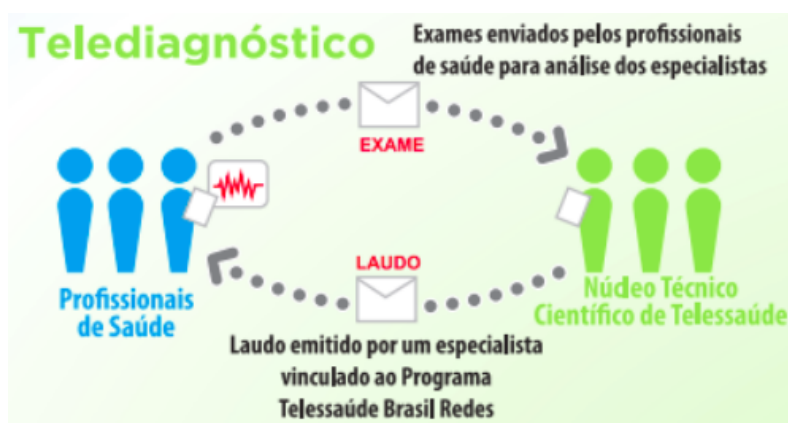 Telediagnóstico
Exames enviados pelos profissionais
de saúde para análise dos especialistas
EXAME
LAUDO
Profissionais
de Saúde
Núcleo Técnico
Científico de Telessaúde
Laudo emitido por um especialista
vinculado ao Programa
Telessaúde Brasil Redes